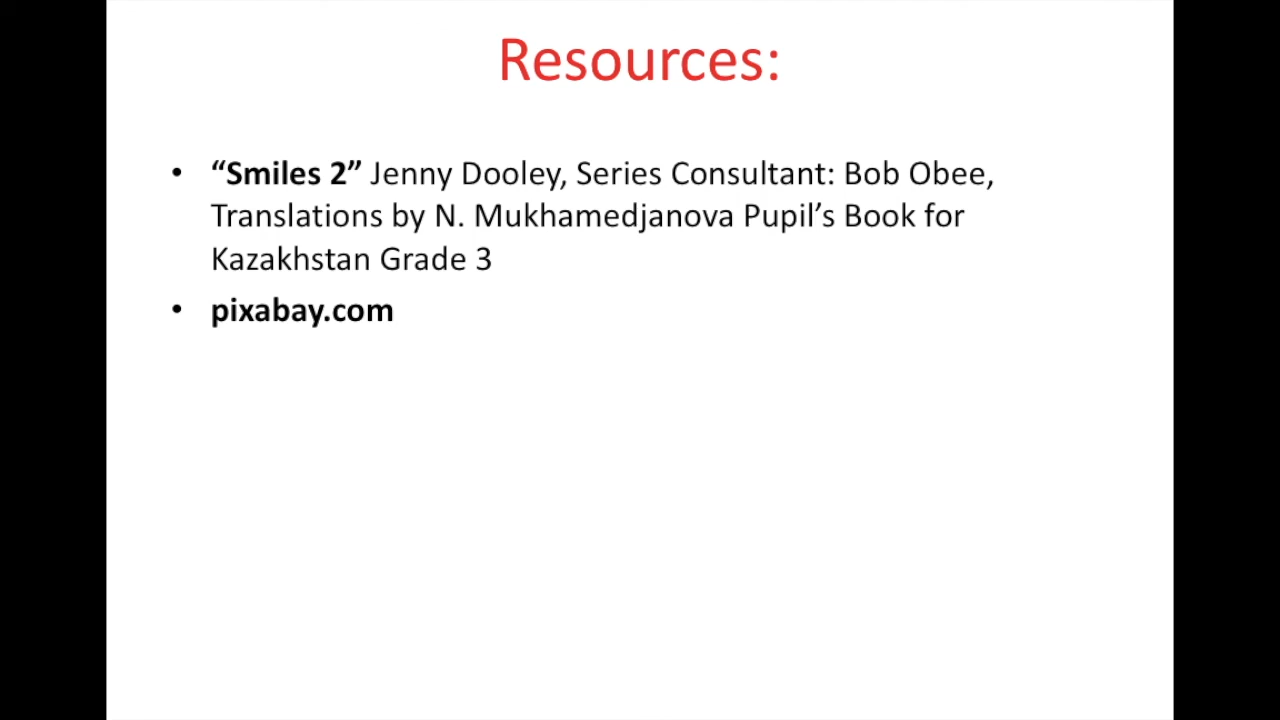 Resources:
• “Smiles 2” Jenny Dooley, Series Consultant: Bob Obee,
Translations by N. Mukhamedjanova Pupil’s Book for
Kazakhstan Grade 3
• pixabay.com